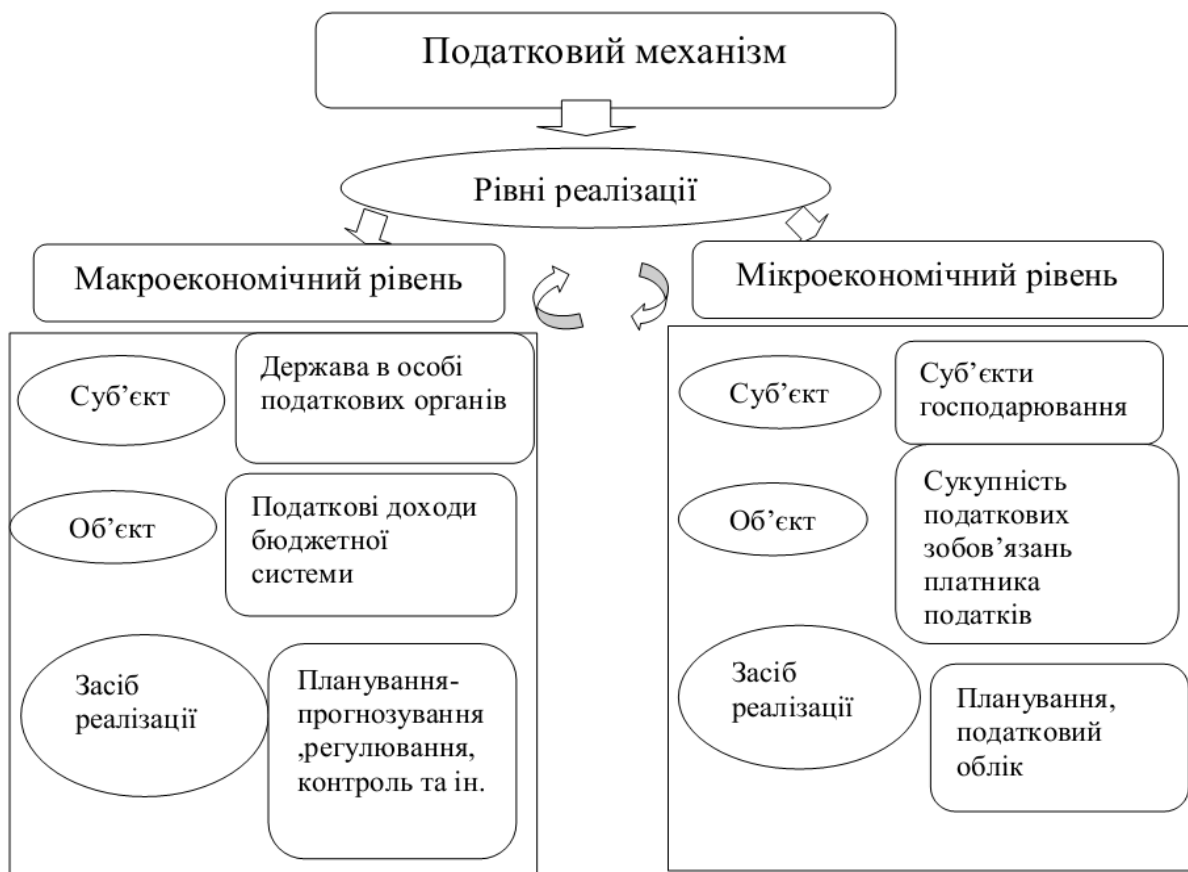 Податковий механізм
Рівні реалізації
Макроекономічний рівень
Суб’єкт
Держава в особі
податкових органів
Об’єкт
Податкові доходи
бюджетної
системи
Засіб
реалізації
Планування-
прогнозування
,регулювання,
контроль та ін.
Мікроекономічний рівень
Суб’єкт
Суб’єкти
господарювання
Об’єкт
Сукупність
податкових
зобов’язань
платника
податків
Засіб
реалізації
Планування,
податковий
облік